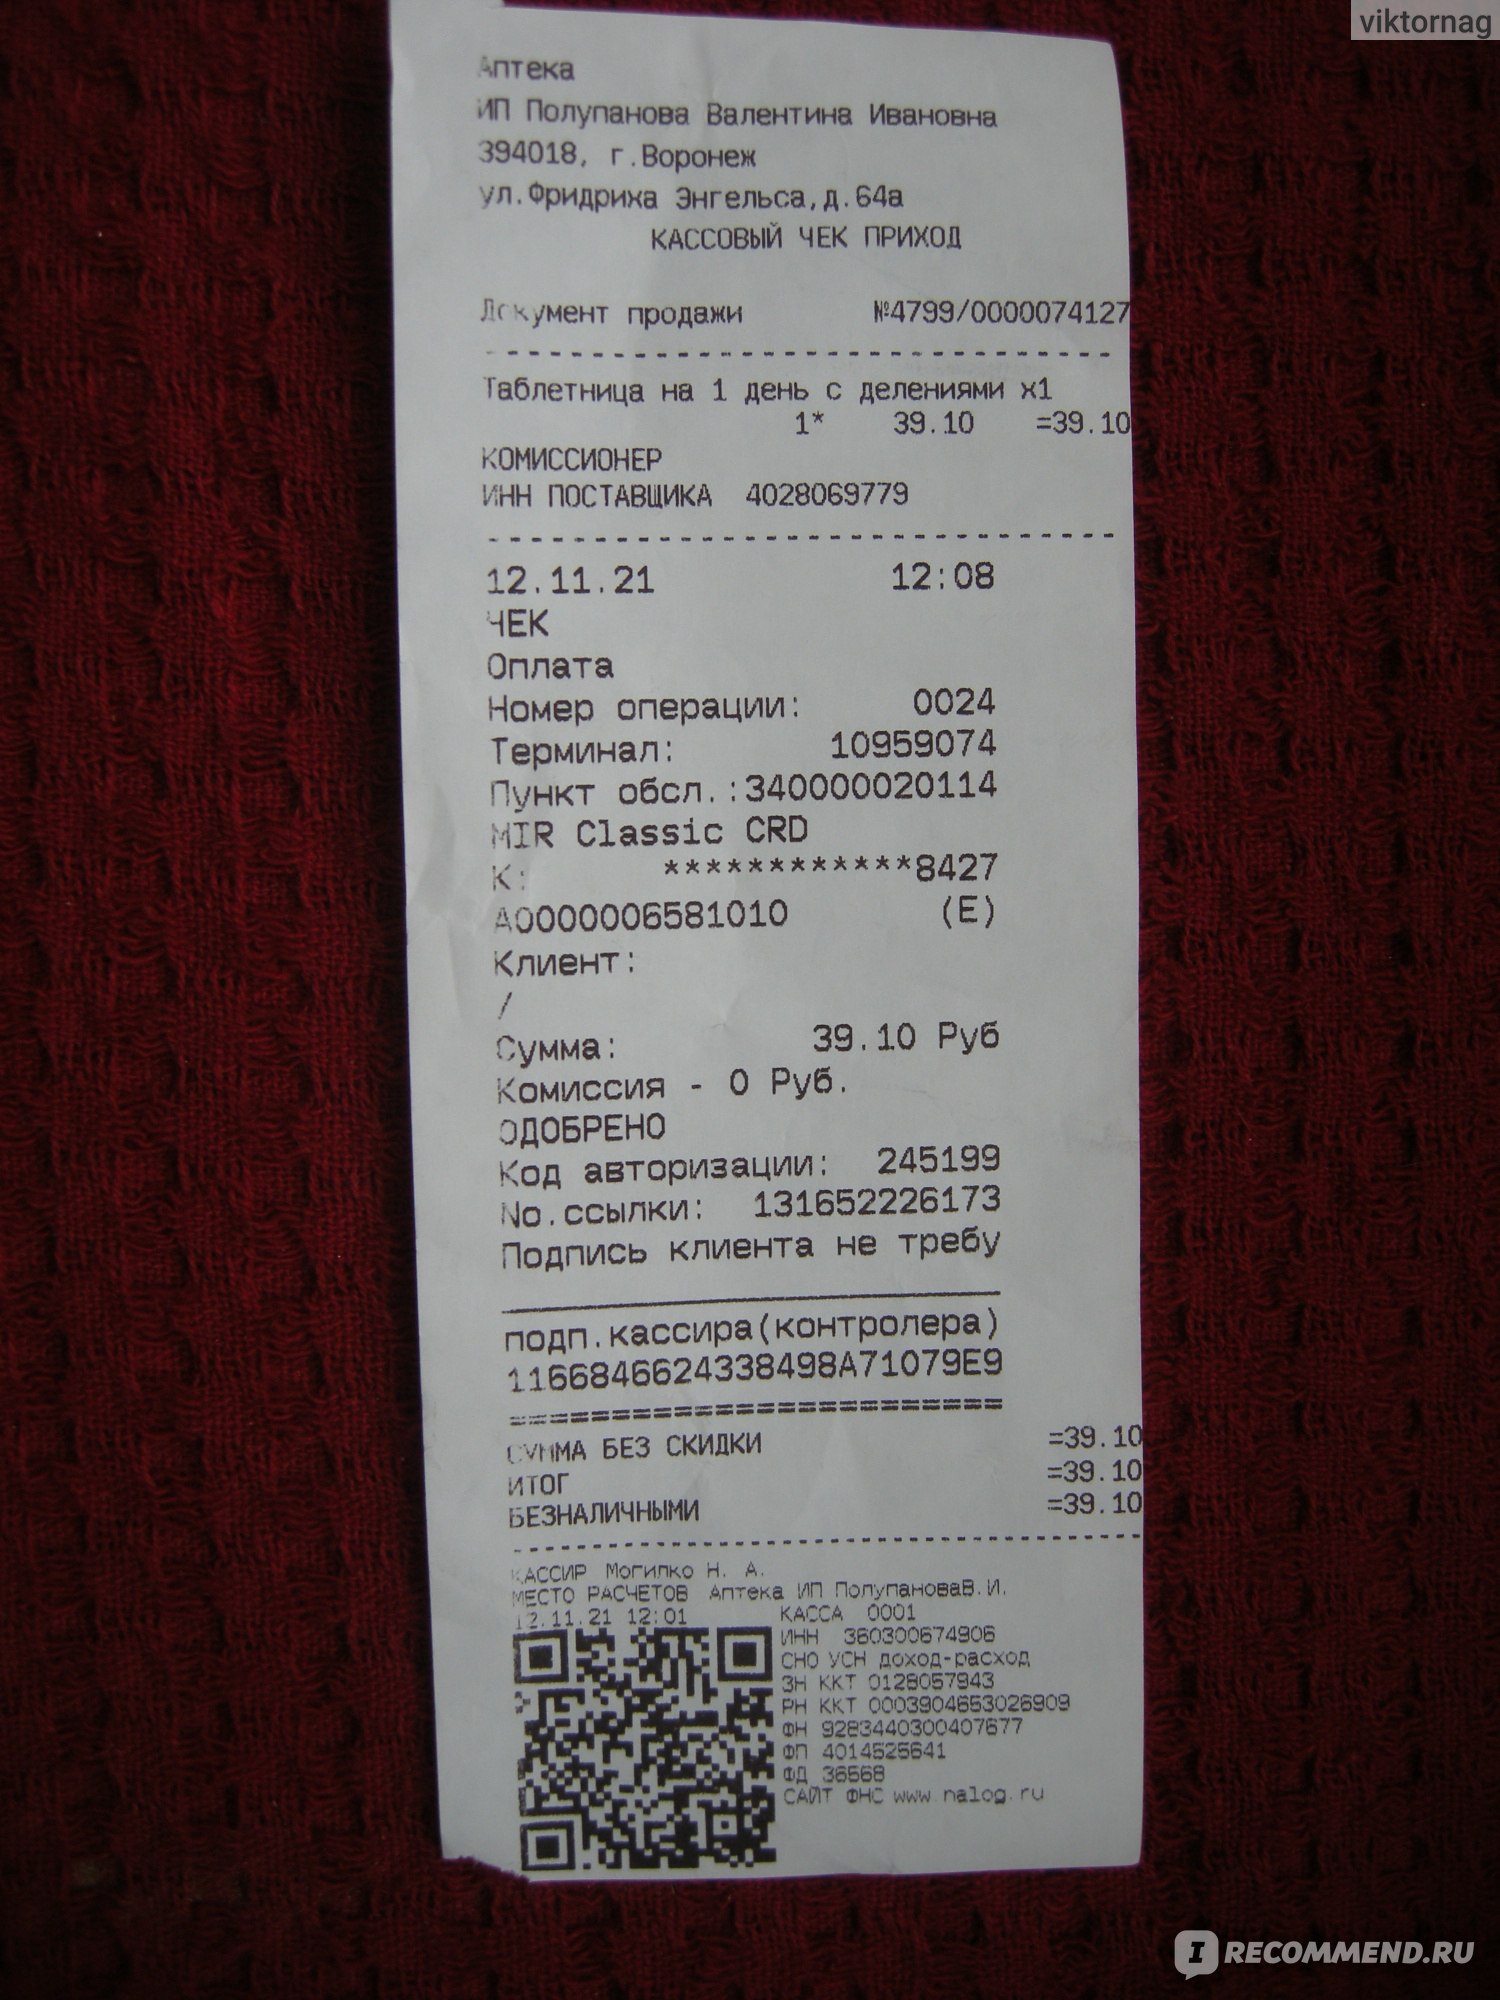 viktornag
Аптека
ИП Полупанова Валентина Ивановна
394018, г.Воронеж
ул.Фридриха Энгельса,д.64а
КАССОВЫЙ ЧЕК ПРИХОД
Документ продажи №4799/0000074127
Таблетница на 1 день с делениями х1
1* 39.10 =39.10
КОМИССИОНЕР
ИНН ПОСТАВЩИКА 4028069779
12.11.21 12:08
ЧЕК
Оплата
Номер операции: 0024
Терминал: 10959074
Пункт обсл.:340000020114
MIR Classic CRD
К: ************8427
A0000006581010 (E)
Клиент:
/
Сумма: 39.10 Руб
Комиссия - 0 Руб.
ОДОБРЕНО
Код авторизации: 245199
No.ссылки: 131652226173
Подпись клиента не требу
подп.кассира(контролера)
1166846624338498A71079E9
========================
СУММА БЕЗ СКИДКИ =39.10
ИТОГ =39.10
БЕЗНАЛИЧНЫМИ =39.10
КАССИР Могилко Н. А.
МЕСТО РАСЧЕТОВ Аптека ИП ПолупановаВ.И.
12.11.21 12:01 КАССА 0001
ИНН 360300674906
СНО УСН доход-расход
ЗН ККТ 0128057943
РН ККТ 0003904653026909
ФН 9283440300407677
ФП 4014525641
ФД 36568
САЙТ ФНС www.nalog.ru
I RECOMMEND.RU